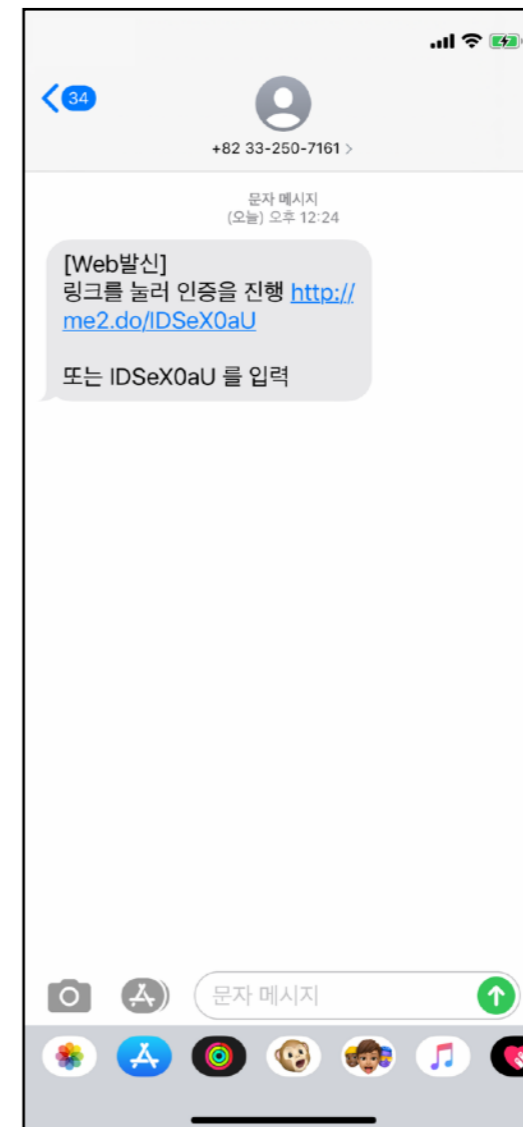 34
+82 33-250-7161 >
문자 메시지
(오늘) 오후 12:24
[Web발신]
링크를 눌러 인증을 진행 http://
me2.do/IDSeX0aU
또는 IDSeX0aU 를 입력
문자 메시지